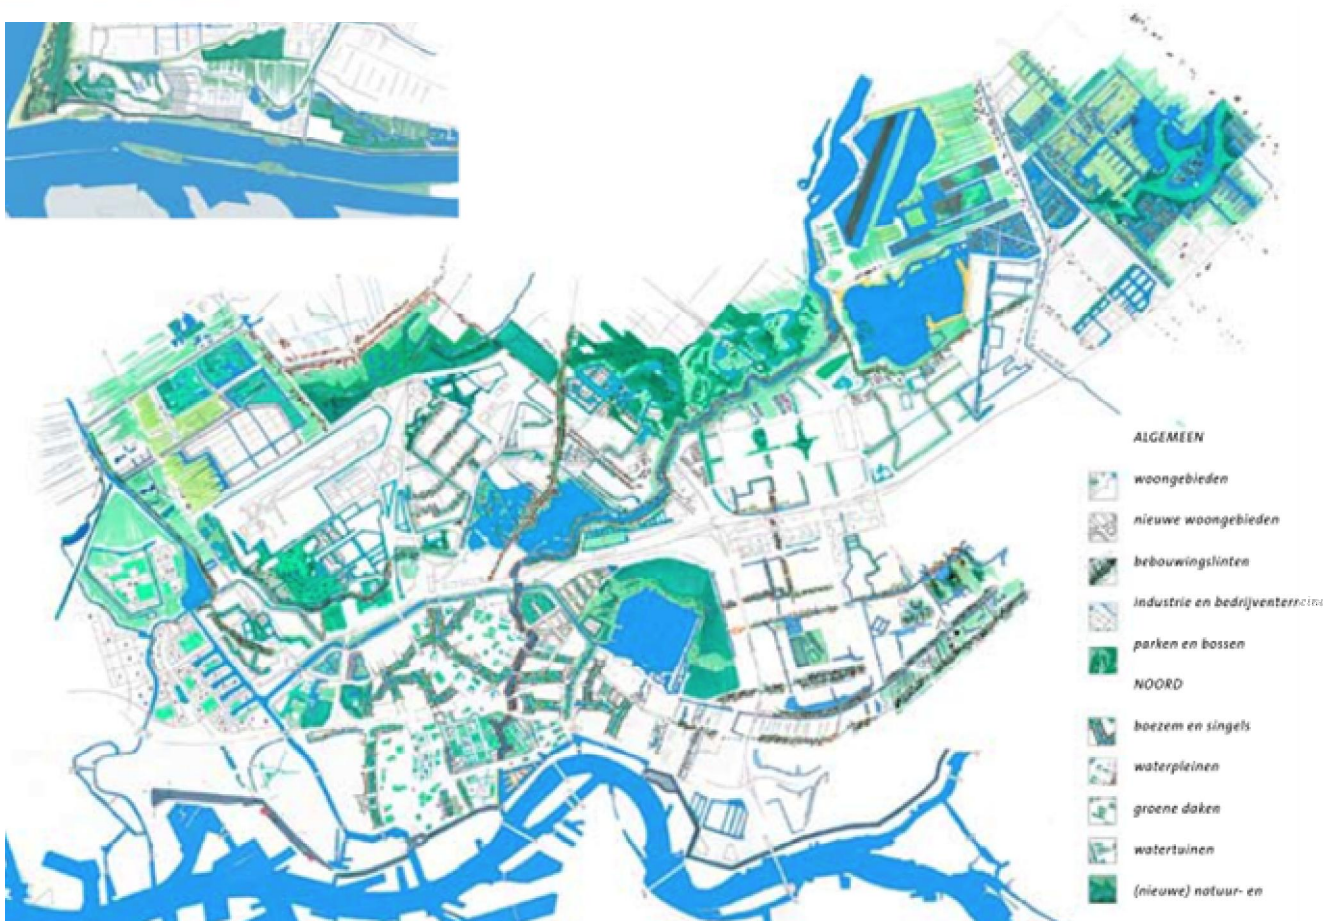 ALGEMEEN
woongebieden
nieuwe woongebieden
bebouwingslinten
industrie en bedrijventerreine
parken en bossen
NOORD
boezem en singels
waterpleinen
groene daken
watertuinen
(nieuwe) natuur- en